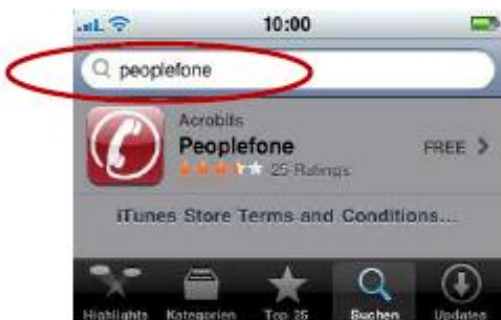 10:00
peoplefone
Acrobits
Peoplefone FREE
25 Ratings
iTunes Store Terms and Conditions...
Highlights Kategorien Top 25 Suchen Updates